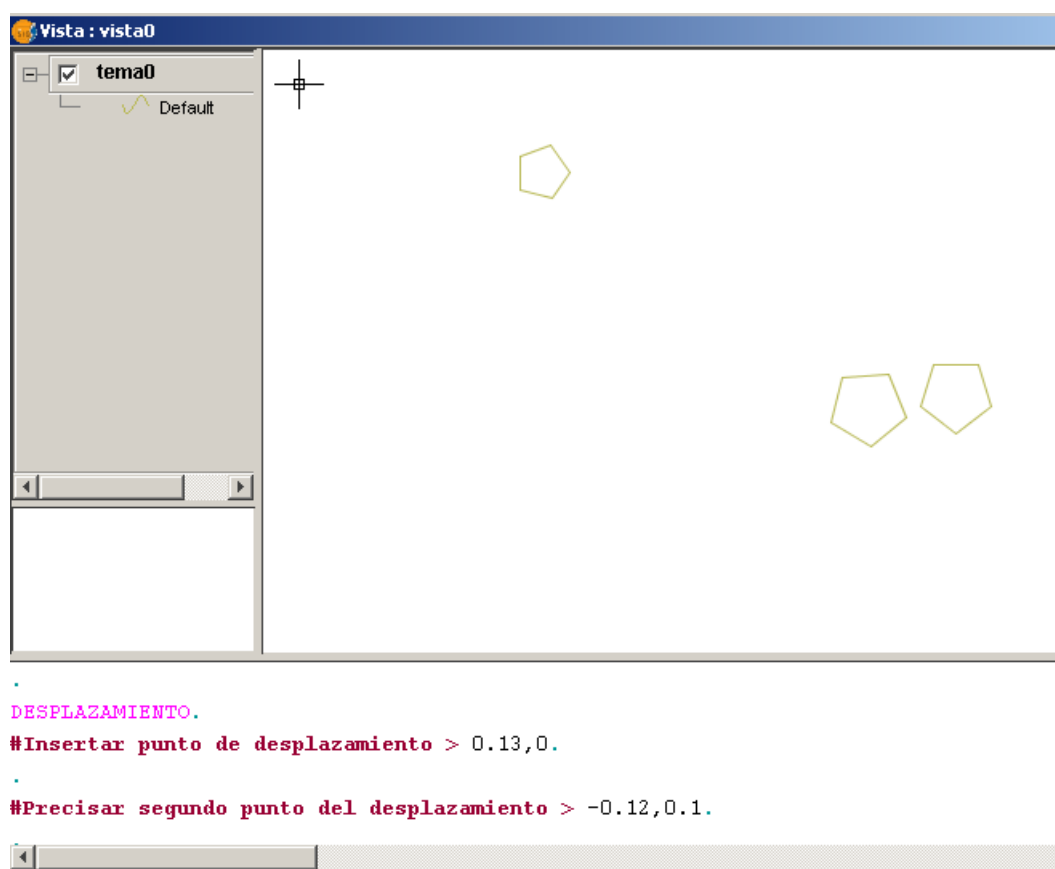 Vista : vista0
tema0
Default
.
DESPLAZAMIENTO.
#Insertar punto de desplazamiento > 0.13,0.
.
#Precisar segundo punto del desplazamiento > -0.12,0.1.